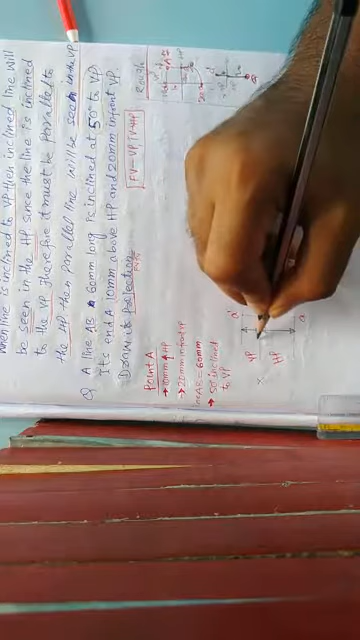 When line is inclined to VP then inclined line will
be seen in the HP since the line is inclined
to the VP therefore it must be parallel to
the HP then parallel line will be seen in the VP
Q A line AB 60mm long is inclined at 50° to VP
Its end A 10mm above HP and 20mm infront VP.
Draw its projection
FV → VP, TV → HP
Point A
→ 10mm ↑ HP
→ 20mm infront VP
line AB = 60mm
→ 50° inclined
to VP
VP
X
HP
a'
a